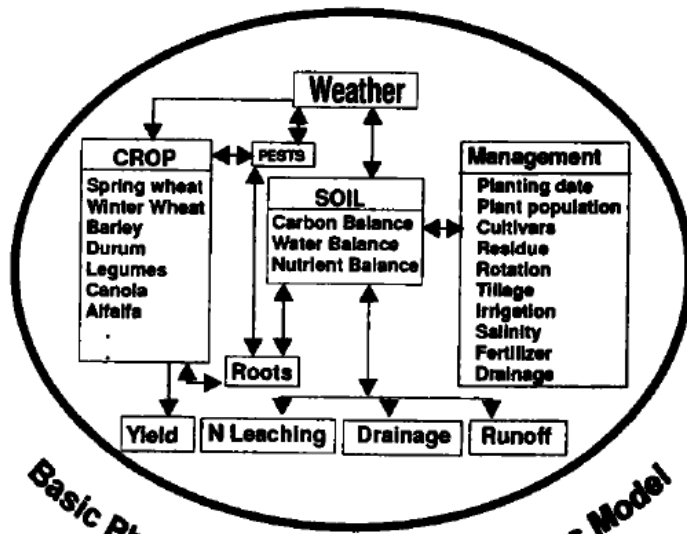 Weather
CROP
Spring wheat
Winter Wheat
Barley
Durum
Legumes
Canola
Alfalfa
PESTS
SOIL
Carbon Balance
Water Balance
Nutrient Balance
Management
Planting date
Plant population
Cultivars
Residue
Rotation
Tillage
Irrigation
Salinity
Fertilizer
Drainage
Roots
Yield
N Leaching
Drainage
Runoff
Basic
Model